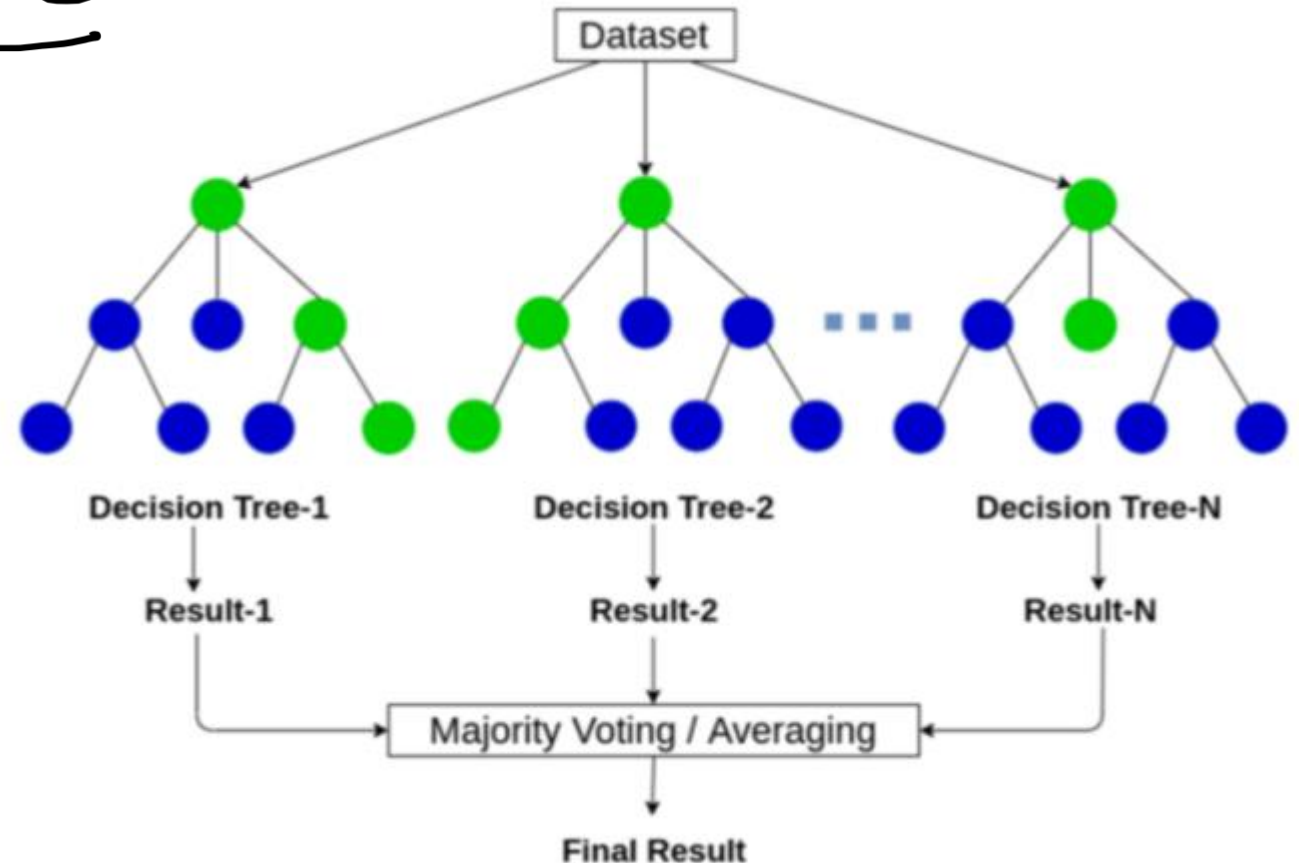 Dataset
Decision Tree-1 Decision Tree-2 Decision Tree-N
Result-1 Result-2 Result-N
Majority Voting / Averaging
Final Result